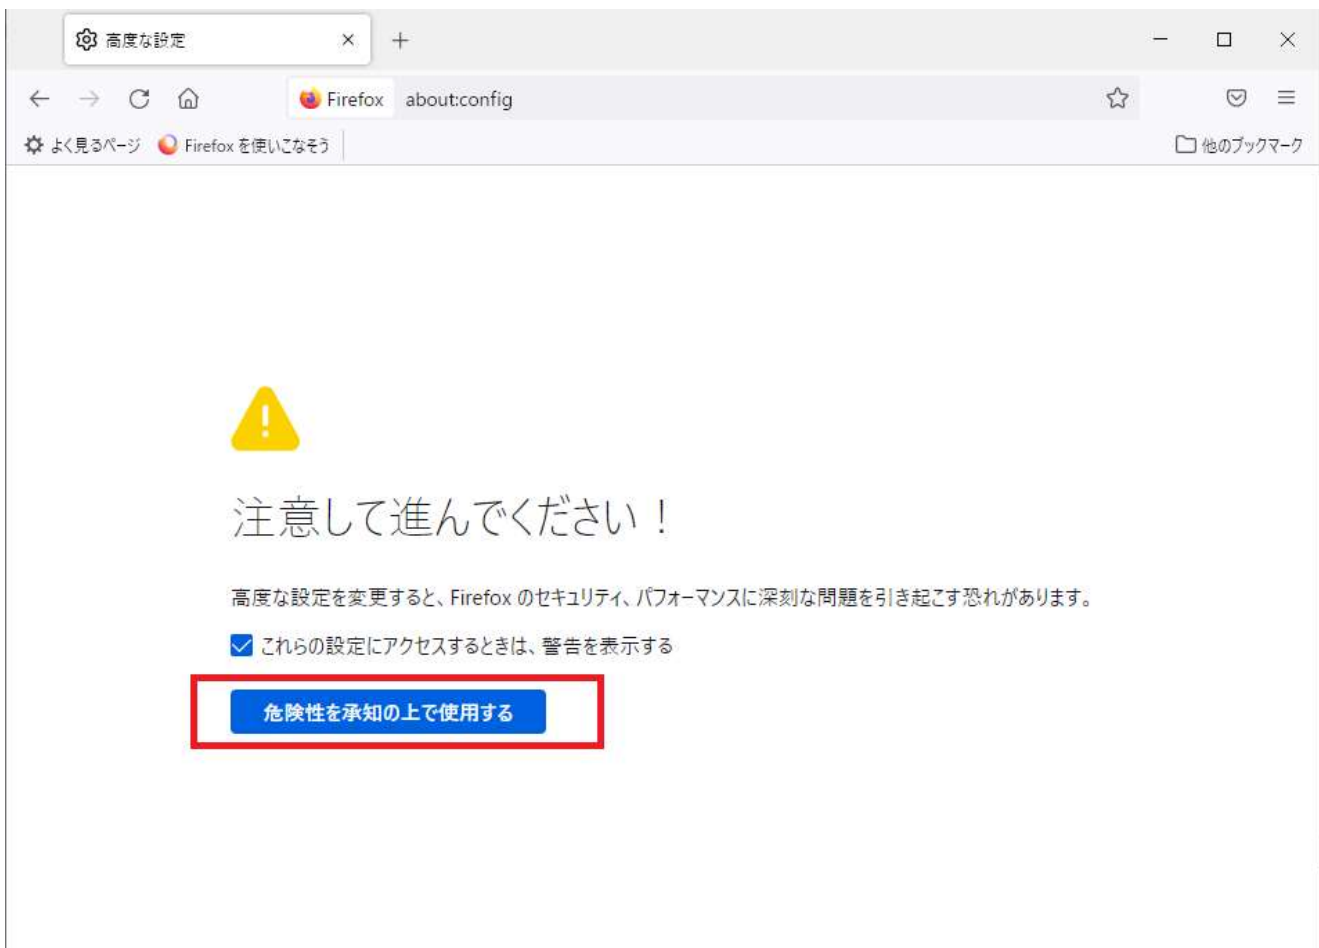 高度な設定
Firefox about:config
よく見るページ Firefox を使いこなそう 他のブックマーク
注意して進んでください！
高度な設定を変更すると、Firefox のセキュリティ、パフォーマンスに深刻な問題を引き起こす恐れがあります。
これらの設定にアクセスするときは、警告を表示する
危険性を承知の上で使用する